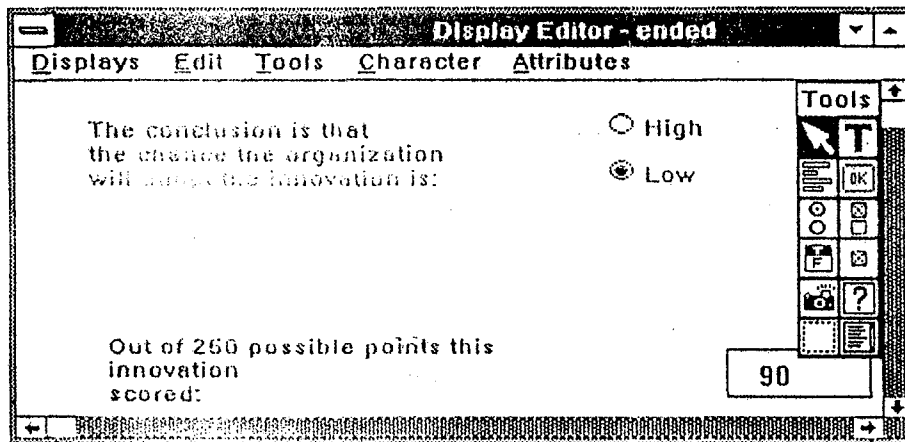 Display Editor - ended
Displays Edit Tools Character Attributes
Tools
The conclusion is that
the chance the organization
will adopt the innovation is:
High
Low
T
OK
T
F
?
Out of 250 possible points this
innovation
scored:
90